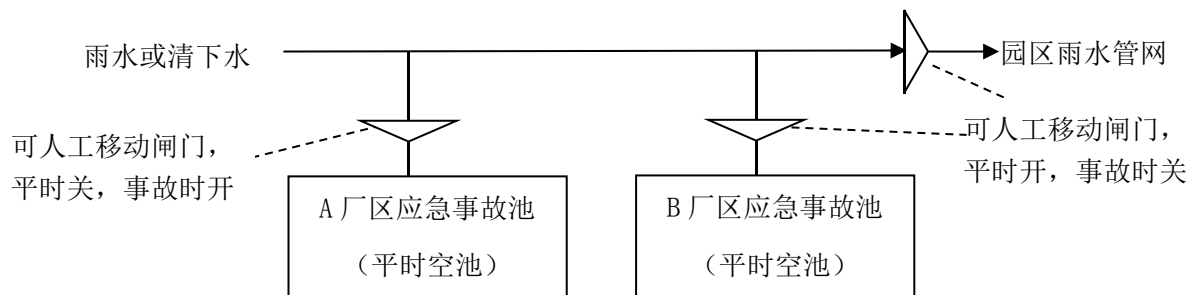 雨水或清下水
园区雨水管网
可人工移动闸门，
平时关，事故时开
可人工移动闸门，
平时开，事故时关
A 厂区应急事故池
（平时空池）
B 厂区应急事故池
（平时空池）